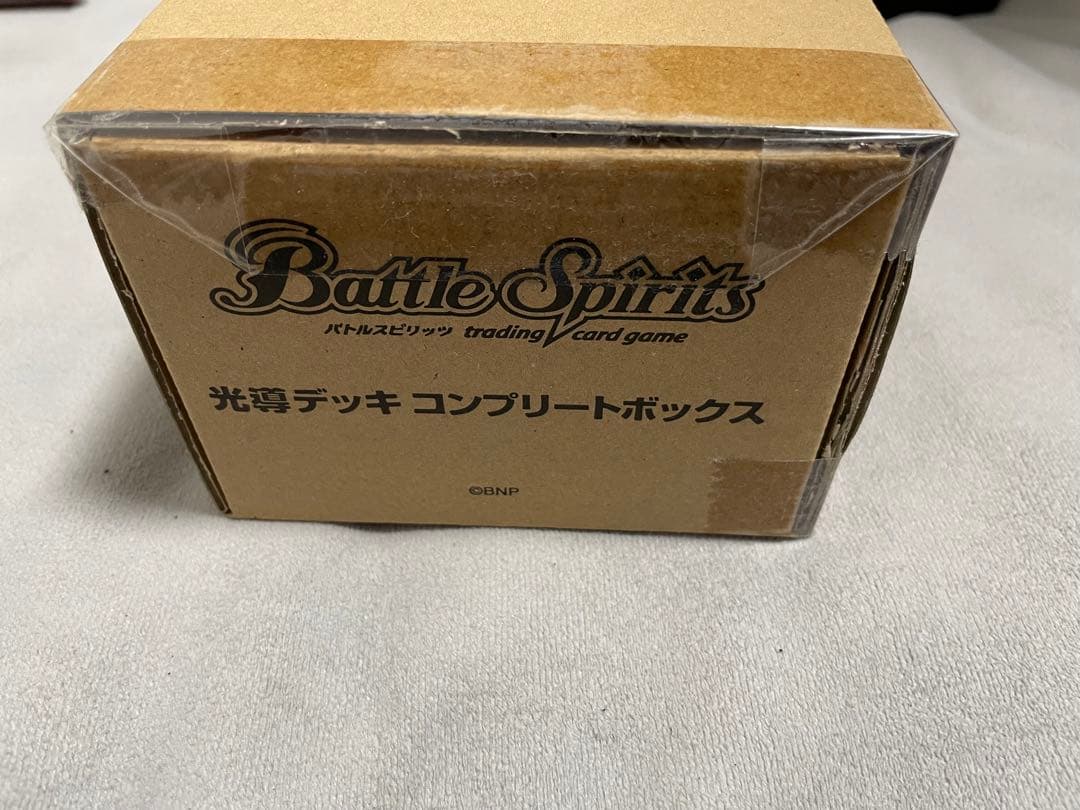 Battle Spirits
バトルスピリッツ trading card game
光導デッキ コンプリートボックス
©BNP